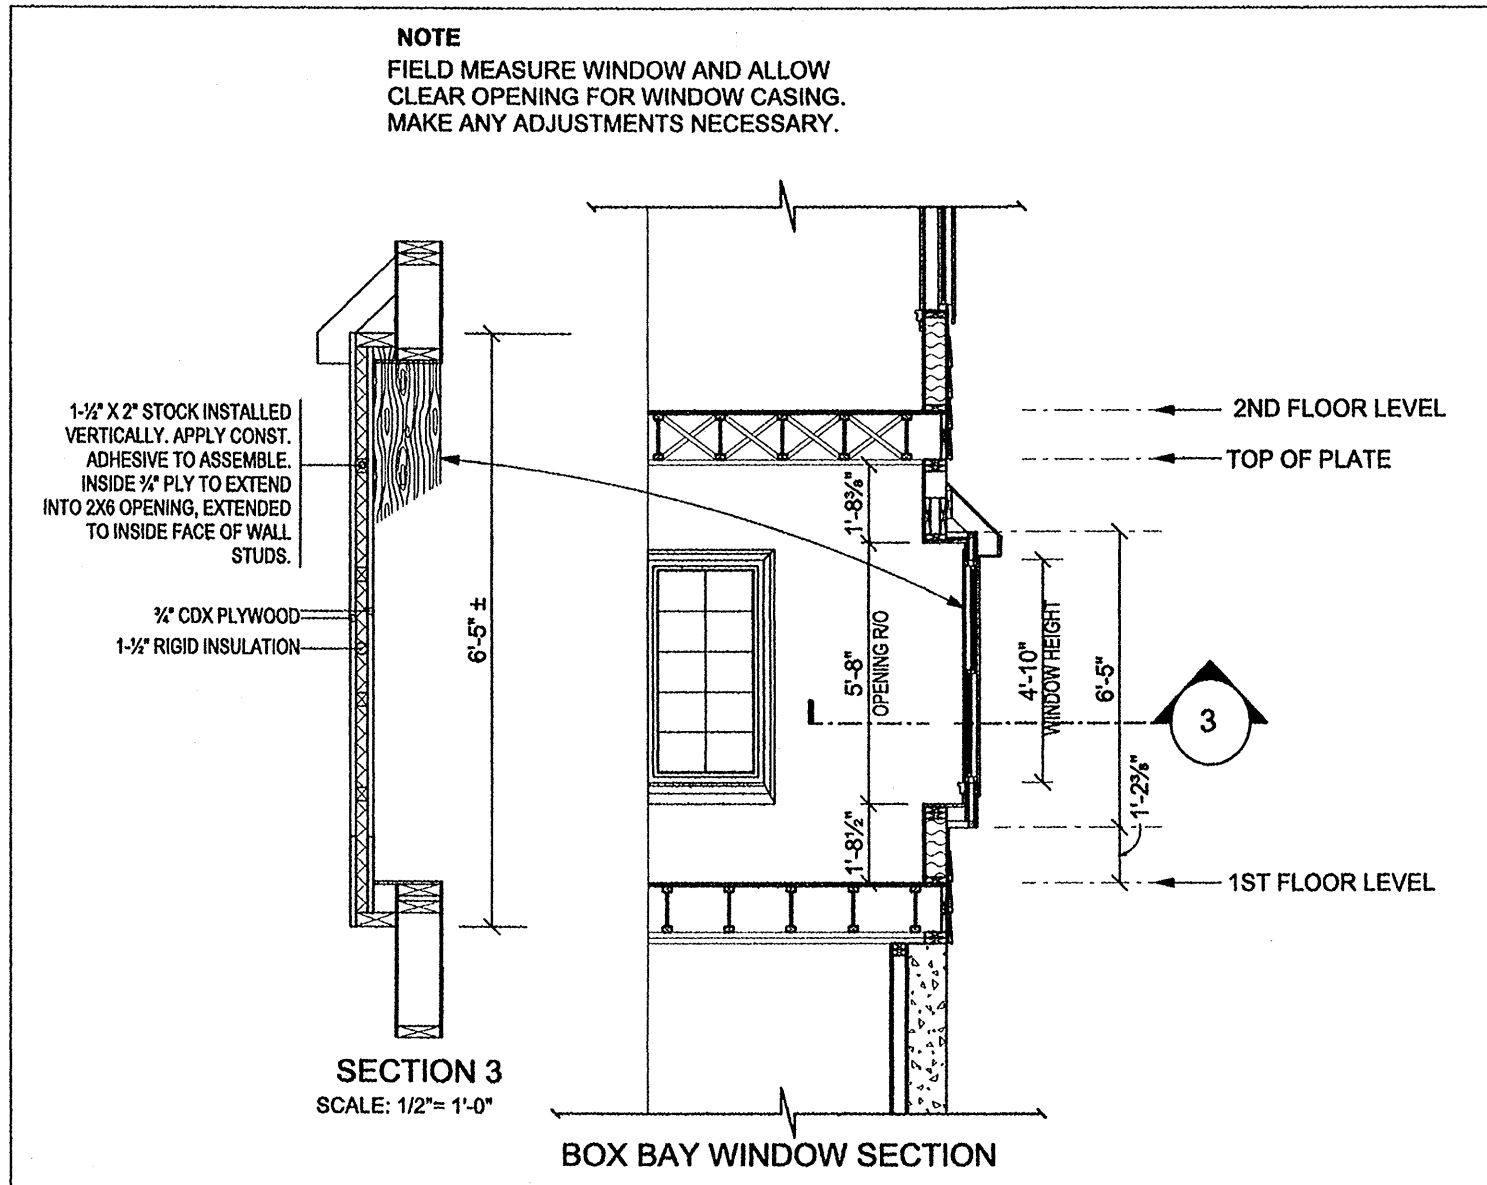 NOTE
FIELD MEASURE WINDOW AND ALLOW
CLEAR OPENING FOR WINDOW CASING.
MAKE ANY ADJUSTMENTS NECESSARY.
1-½" X 2" STOCK INSTALLED
VERTICALLY. APPLY CONST.
ADHESIVE TO ASSEMBLE.
INSIDE ¾" PLY TO EXTEND
INTO 2X6 OPENING, EXTENDED
TO INSIDE FACE OF WALL
STUDS.
¾" CDX PLYWOOD
1-½" RIGID INSULATION
6'-5" ±
SECTION 3
SCALE: 1/2"= 1'-0"
1'-8⅜"
5'-8"
OPENING R/O
1'-8½"
4'-10"
WINDOW HEIGHT
6'-5"
1'-2⅜"
2ND FLOOR LEVEL
TOP OF PLATE
3
1ST FLOOR LEVEL
BOX BAY WINDOW SECTION